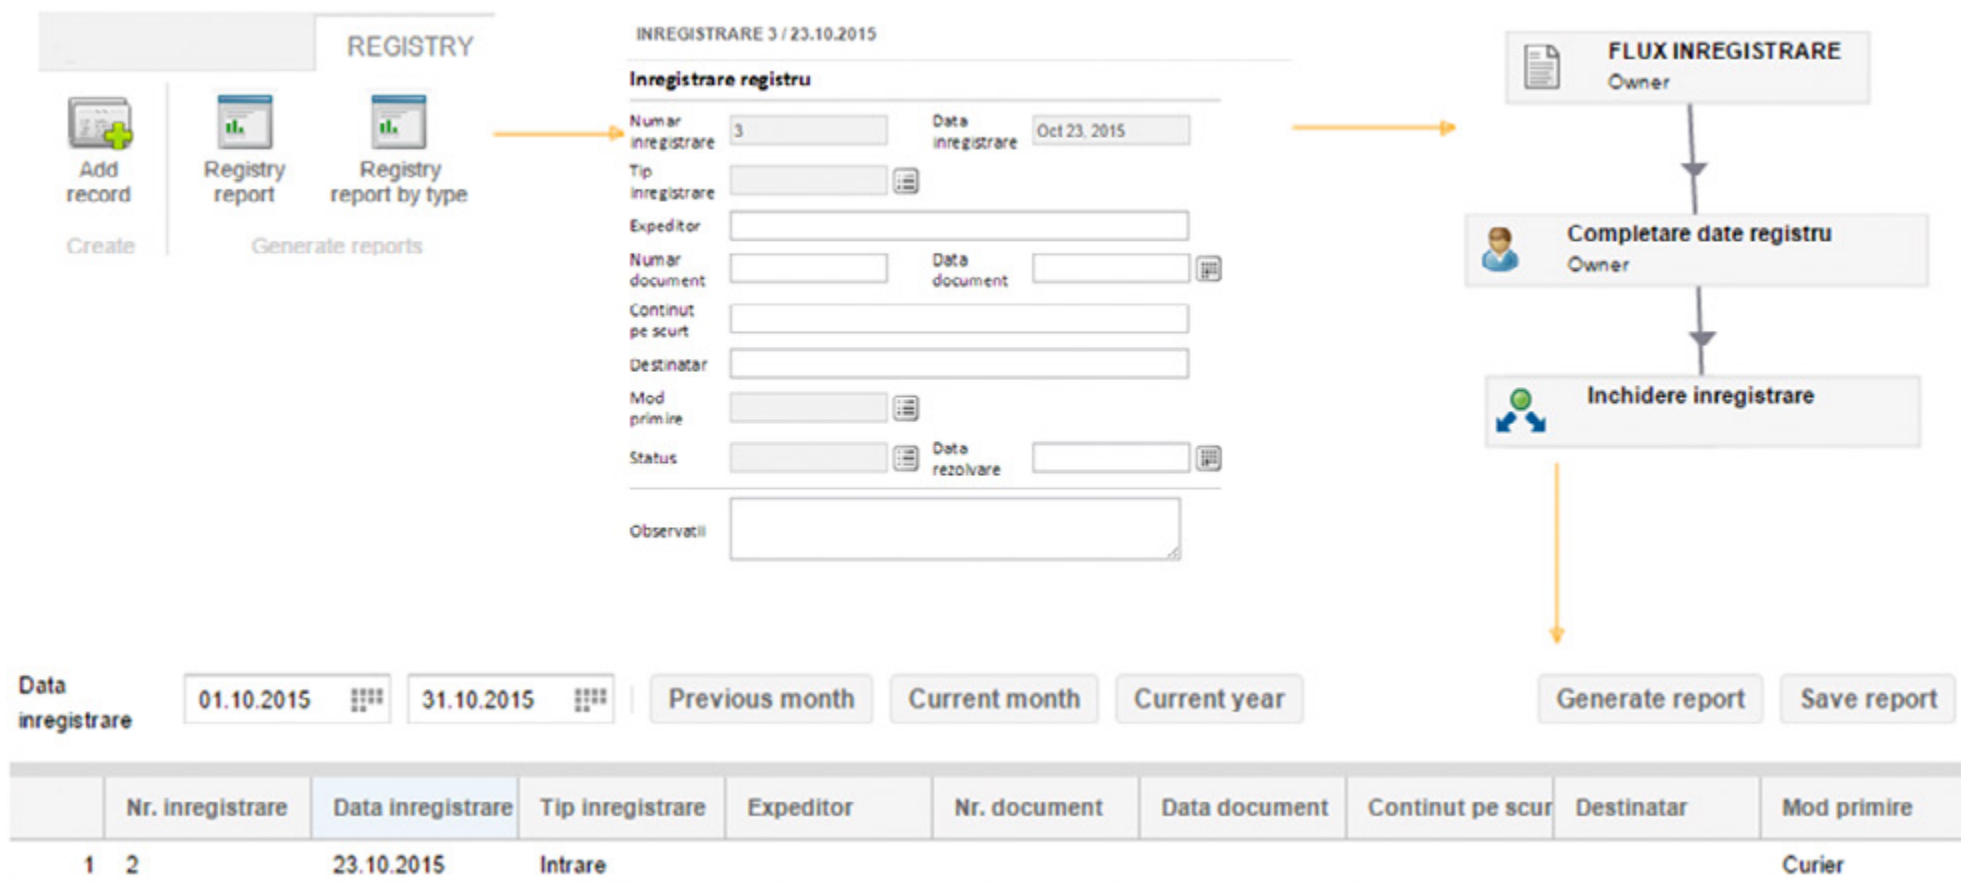 REGISTRY
Add
record
Registry
report
Registry
report by type
Create
Generate reports
INREGISTRARE 3 / 23.10.2015
Inregistrare registru
Numar
inregistrare
3
Data
inregistrare
Oct 23, 2015
Tip
inregistrare
Expeditor
Numar
document
Data
document
Continut
pe scurt
Destinatar
Mod
primire
Status
Data
rezolvare
Observatii
FLUX INREGISTRARE
Owner
Completare date registru
Owner
Inchidere inregistrare
Data
inregistrare
01.10.2015
31.10.2015
Previous month
Current month
Current year
Generate report
Save report
Nr. inregistrare
Data inregistrare
Tip inregistrare
Expeditor
Nr. document
Data document
Continut pe scur
Destinatar
Mod primire
1
2
23.10.2015
Intrare
Curier